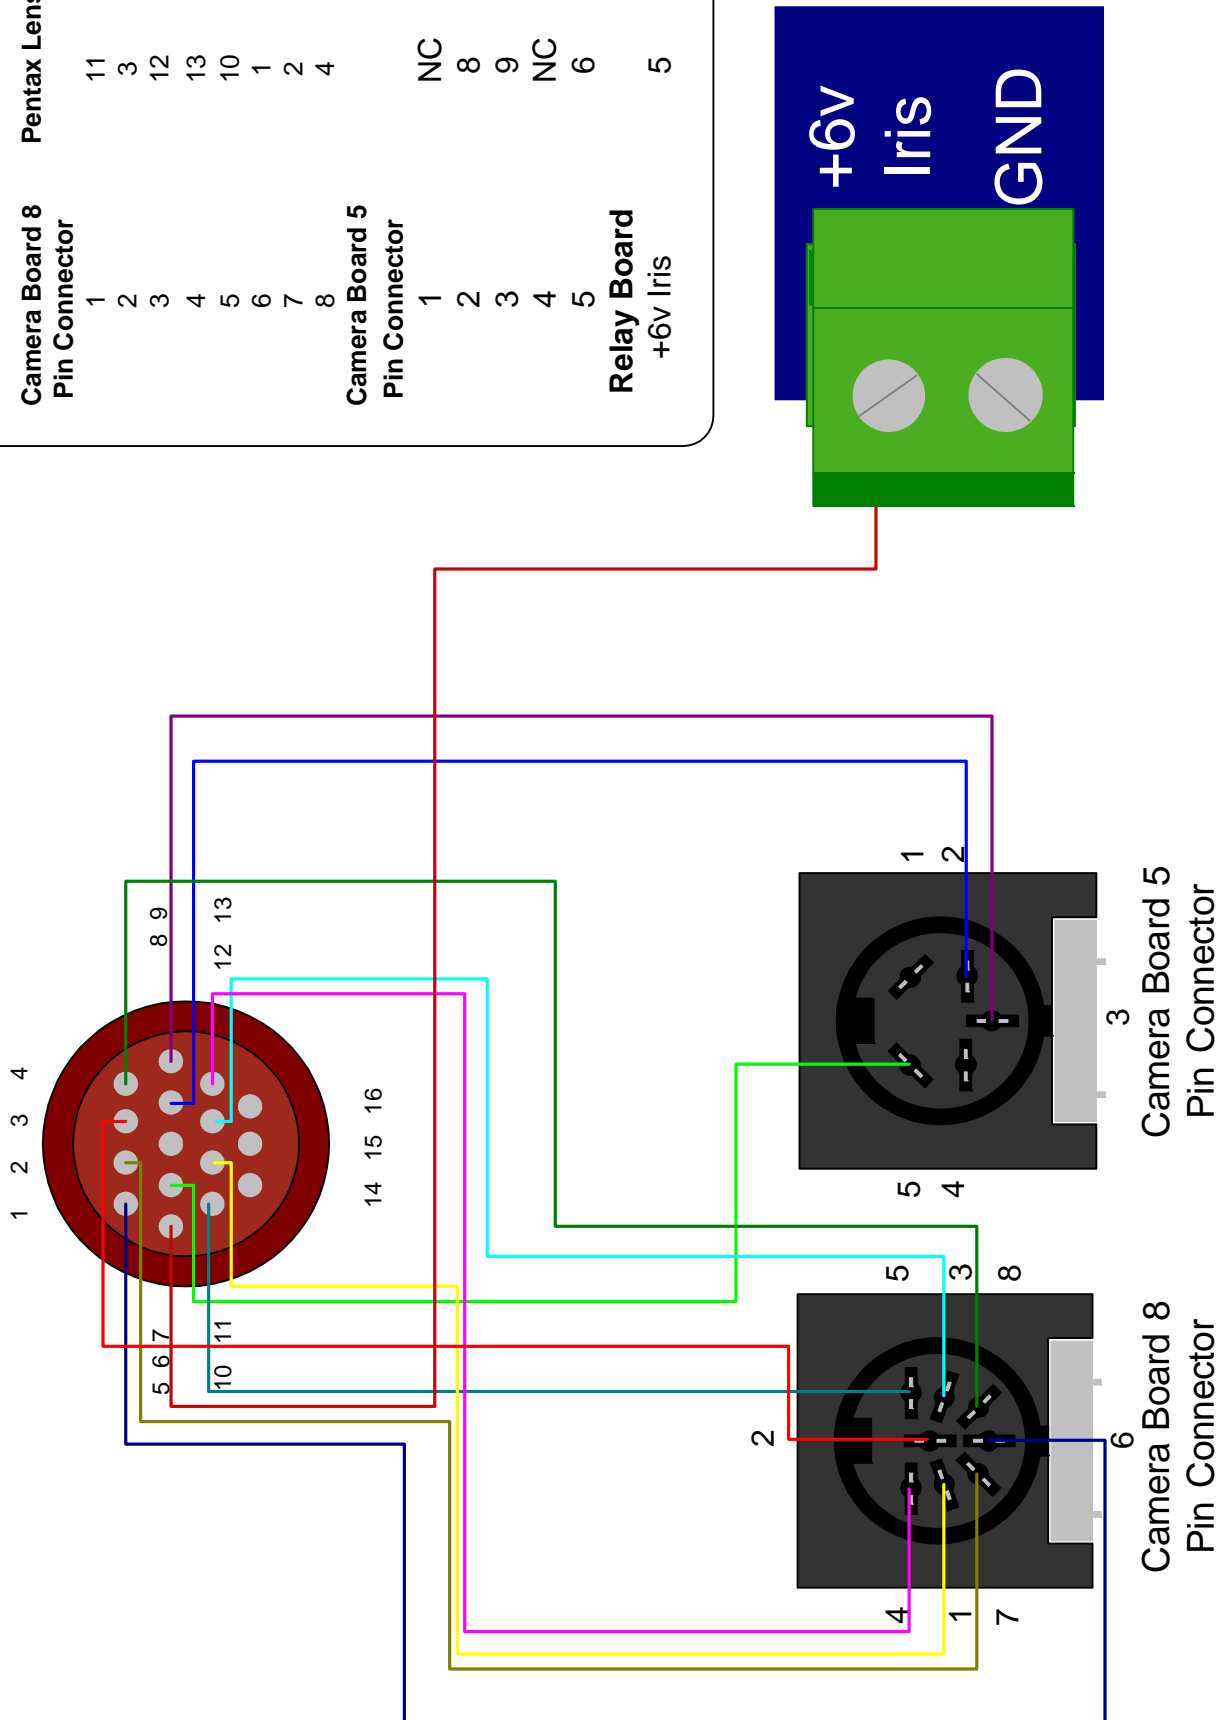 Camera Board 8 Pentax Lens
Pin Connector
1 11
2 3
3 12
4 13
5 10
6 1
7 2
8 4
Camera Board 5
Pin Connector
1 NC
2 8
3 9
4 NC
5 6
Relay Board
+6v Iris 5
1 2 3 4
5 6 7 8 9
10 11 12 13
14 15 16
+6v
Iris
GND
2
4 5
1 3
7 8
6
Camera Board 8
Pin Connector
5 1
4 2
3
Camera Board 5
Pin Connector